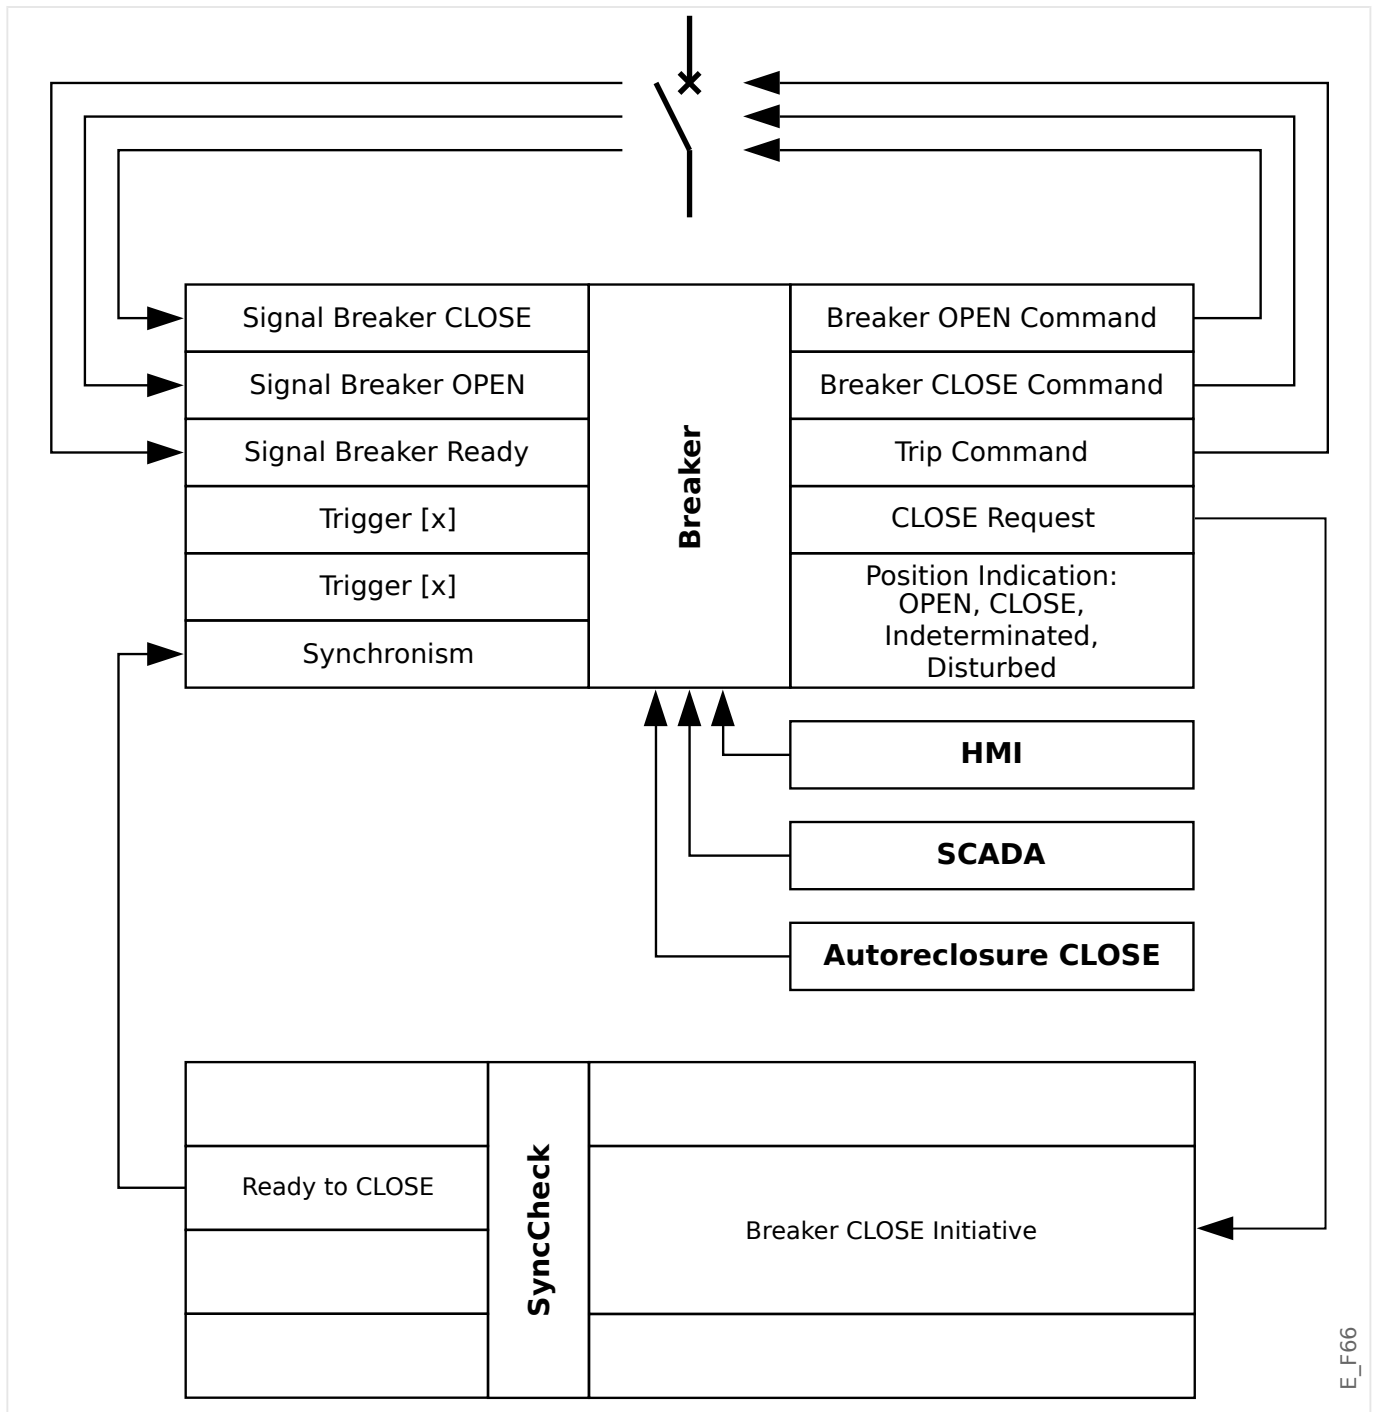 Signal Breaker CLOSE
Signal Breaker OPEN
Signal Breaker Ready
Trigger [x]
Trigger [x]
Synchronism
Breaker
Breaker OPEN Command
Breaker CLOSE Command
Trip Command
CLOSE Request
Position Indication:
OPEN, CLOSE,
Indeterminated,
Disturbed
HMI
SCADA
Autoreclosure CLOSE
Ready to CLOSE
SyncCheck
Breaker CLOSE Initiative
E_F66